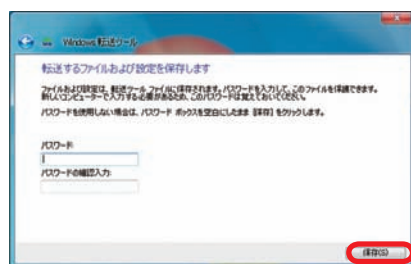 Windows 転送ツール
転送するファイルおよび設定を保存します
ファイルおよび設定は、転送ツール ファイルに保存されます。パスワードを入力して、このファイルを保護できます。
新しいコンピューターで入力する必要があるため、このパスワードは覚えておいてください。
パスワードを使用しない場合は、パスワード ボックスを空白にしたまま [保存] をクリックします。
パスワード:
パスワードの確認入力:
保存(S)